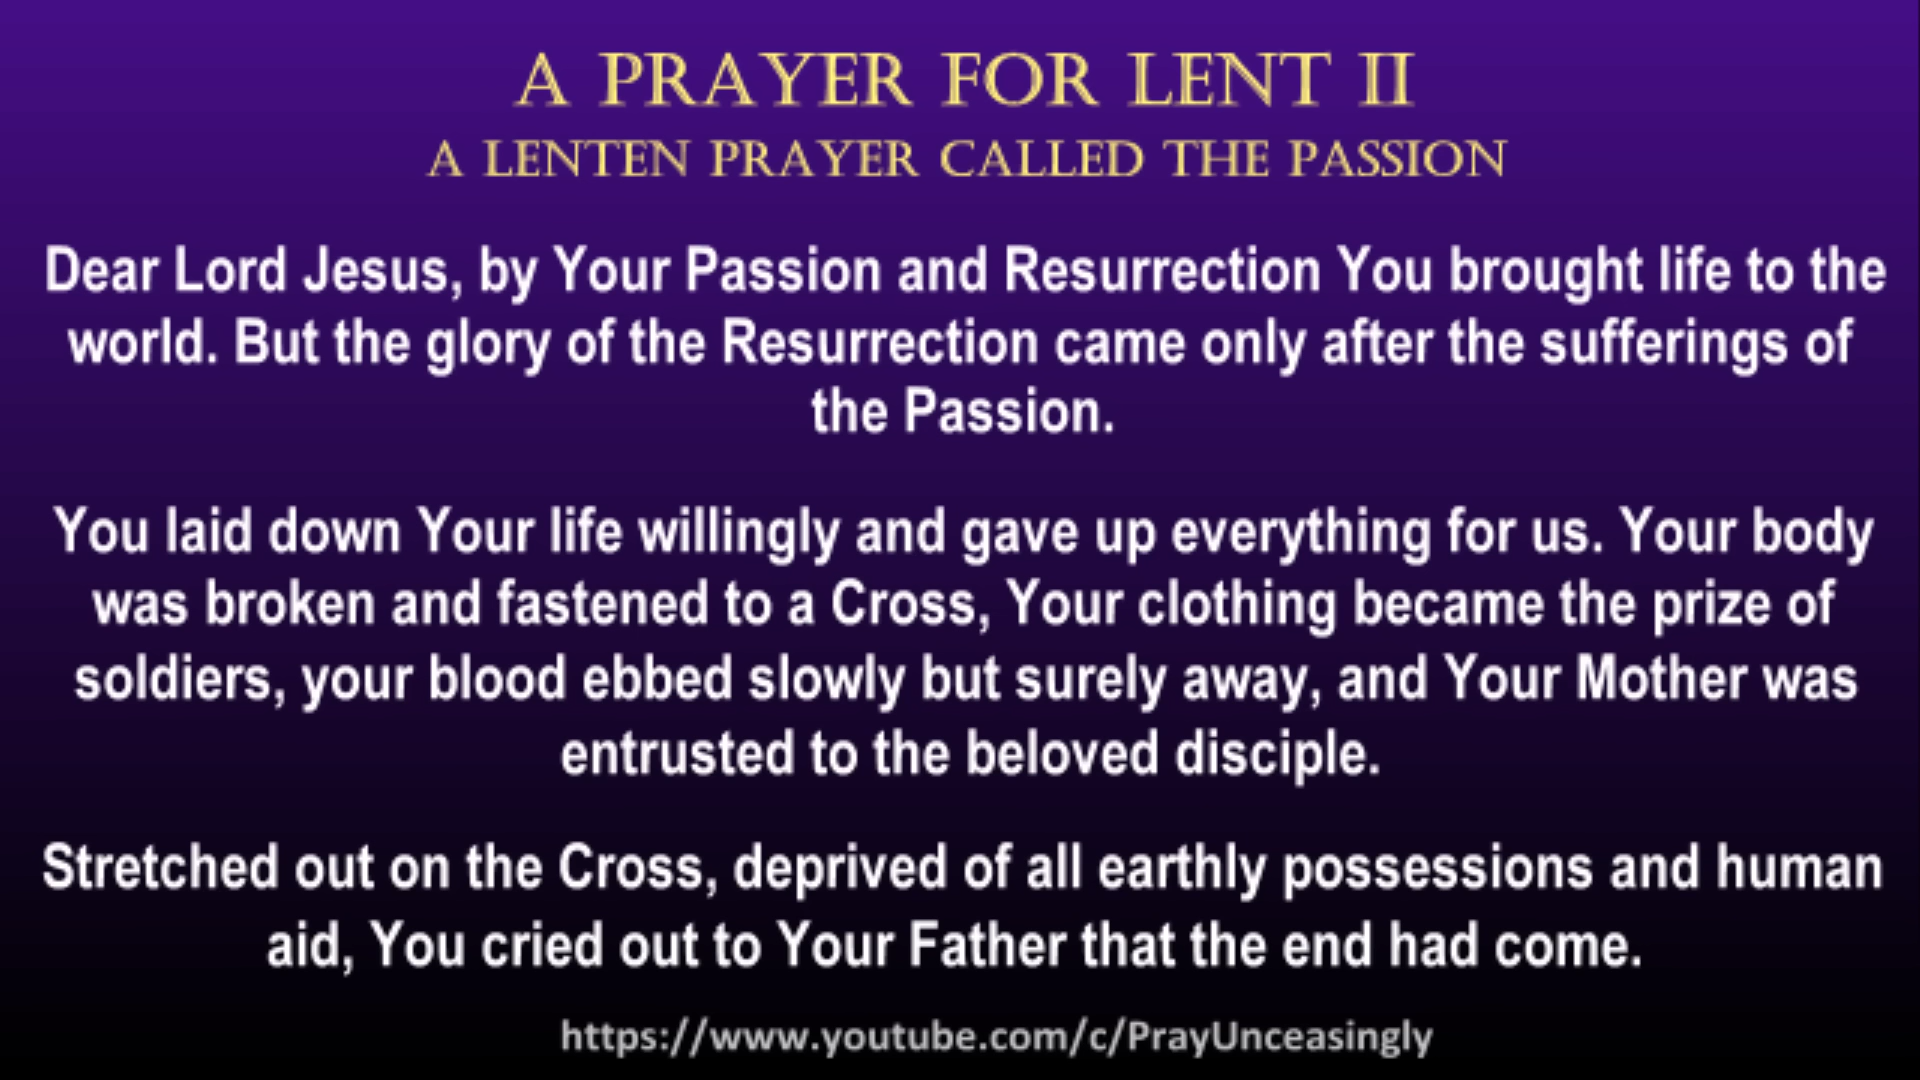 A PRAYER FOR LENT II
A LENTEN PRAYER CALLED THE PASSION
Dear Lord Jesus, by Your Passion and Resurrection You brought life to the
world. But the glory of the Resurrection came only after the sufferings of
the Passion.
You laid down Your life willingly and gave up everything for us. Your body
was broken and fastened to a Cross, Your clothing became the prize of
soldiers, your blood ebbed slowly but surely away, and Your Mother was
entrusted to the beloved disciple.
Stretched out on the Cross, deprived of all earthly possessions and human
aid, You cried out to Your Father that the end had come.
https://www.youtube.com/c/PrayUnceasingly